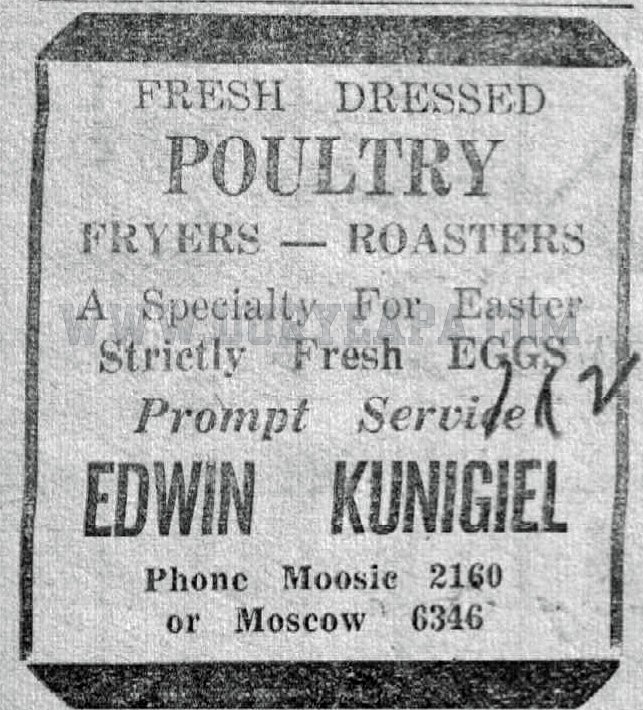 FRESH DRESSED
POULTRY
FRYERS — ROASTERS
A Specialty For Easter
Strictly Fresh EGGS
Prompt Service
EDWIN KUNIGIEL
Phone Moosic 2160
or Moscow 6346